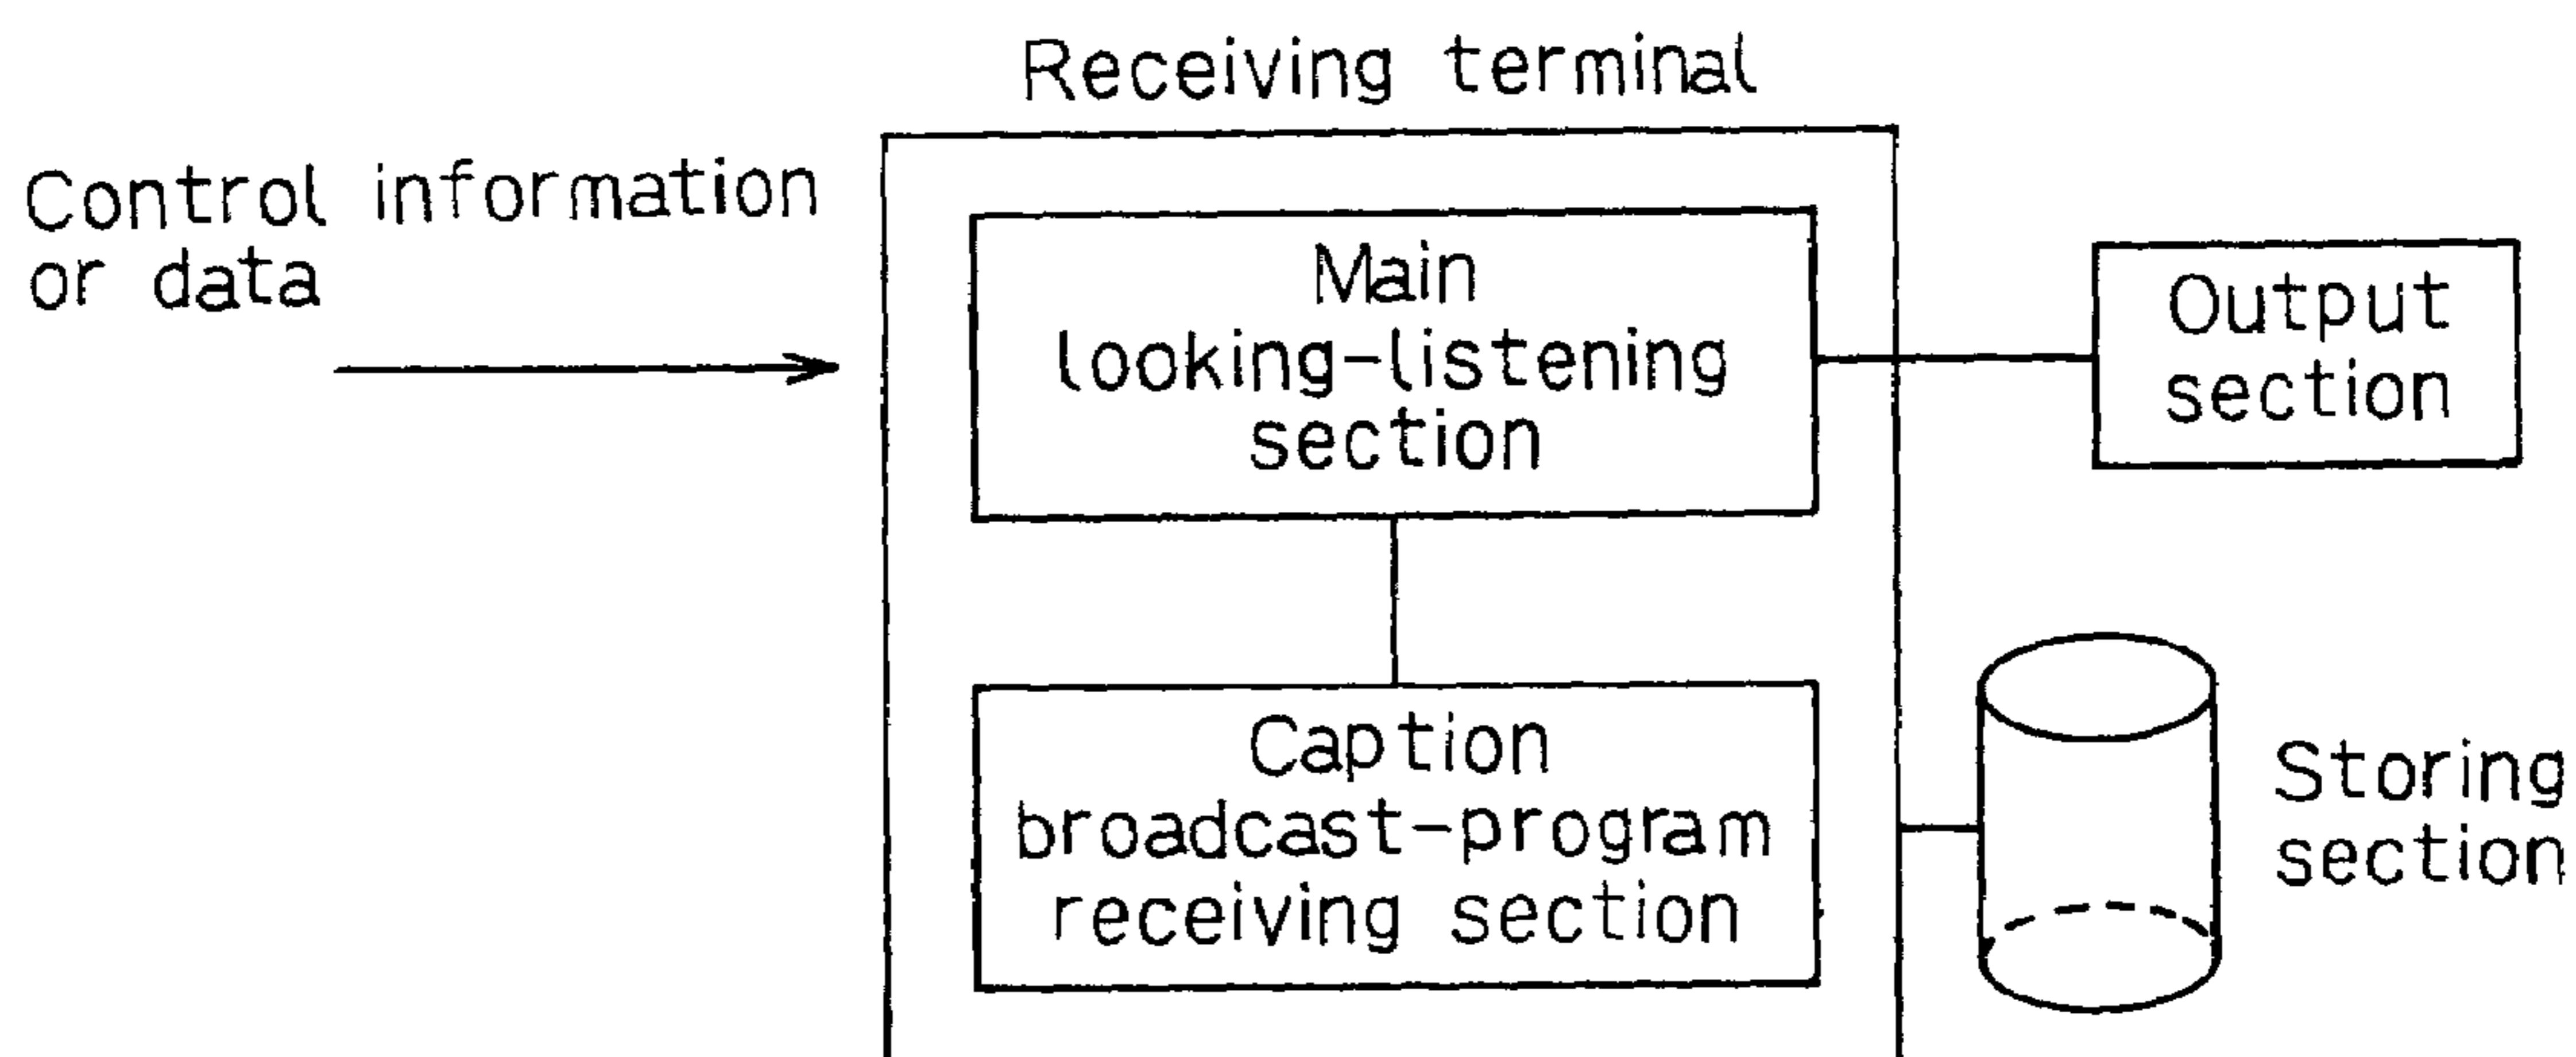 Receiving terminal
Control information
or data
Main
looking-listening
section
Output
section
Caption
broadcast-program
receiving section
Storing
section